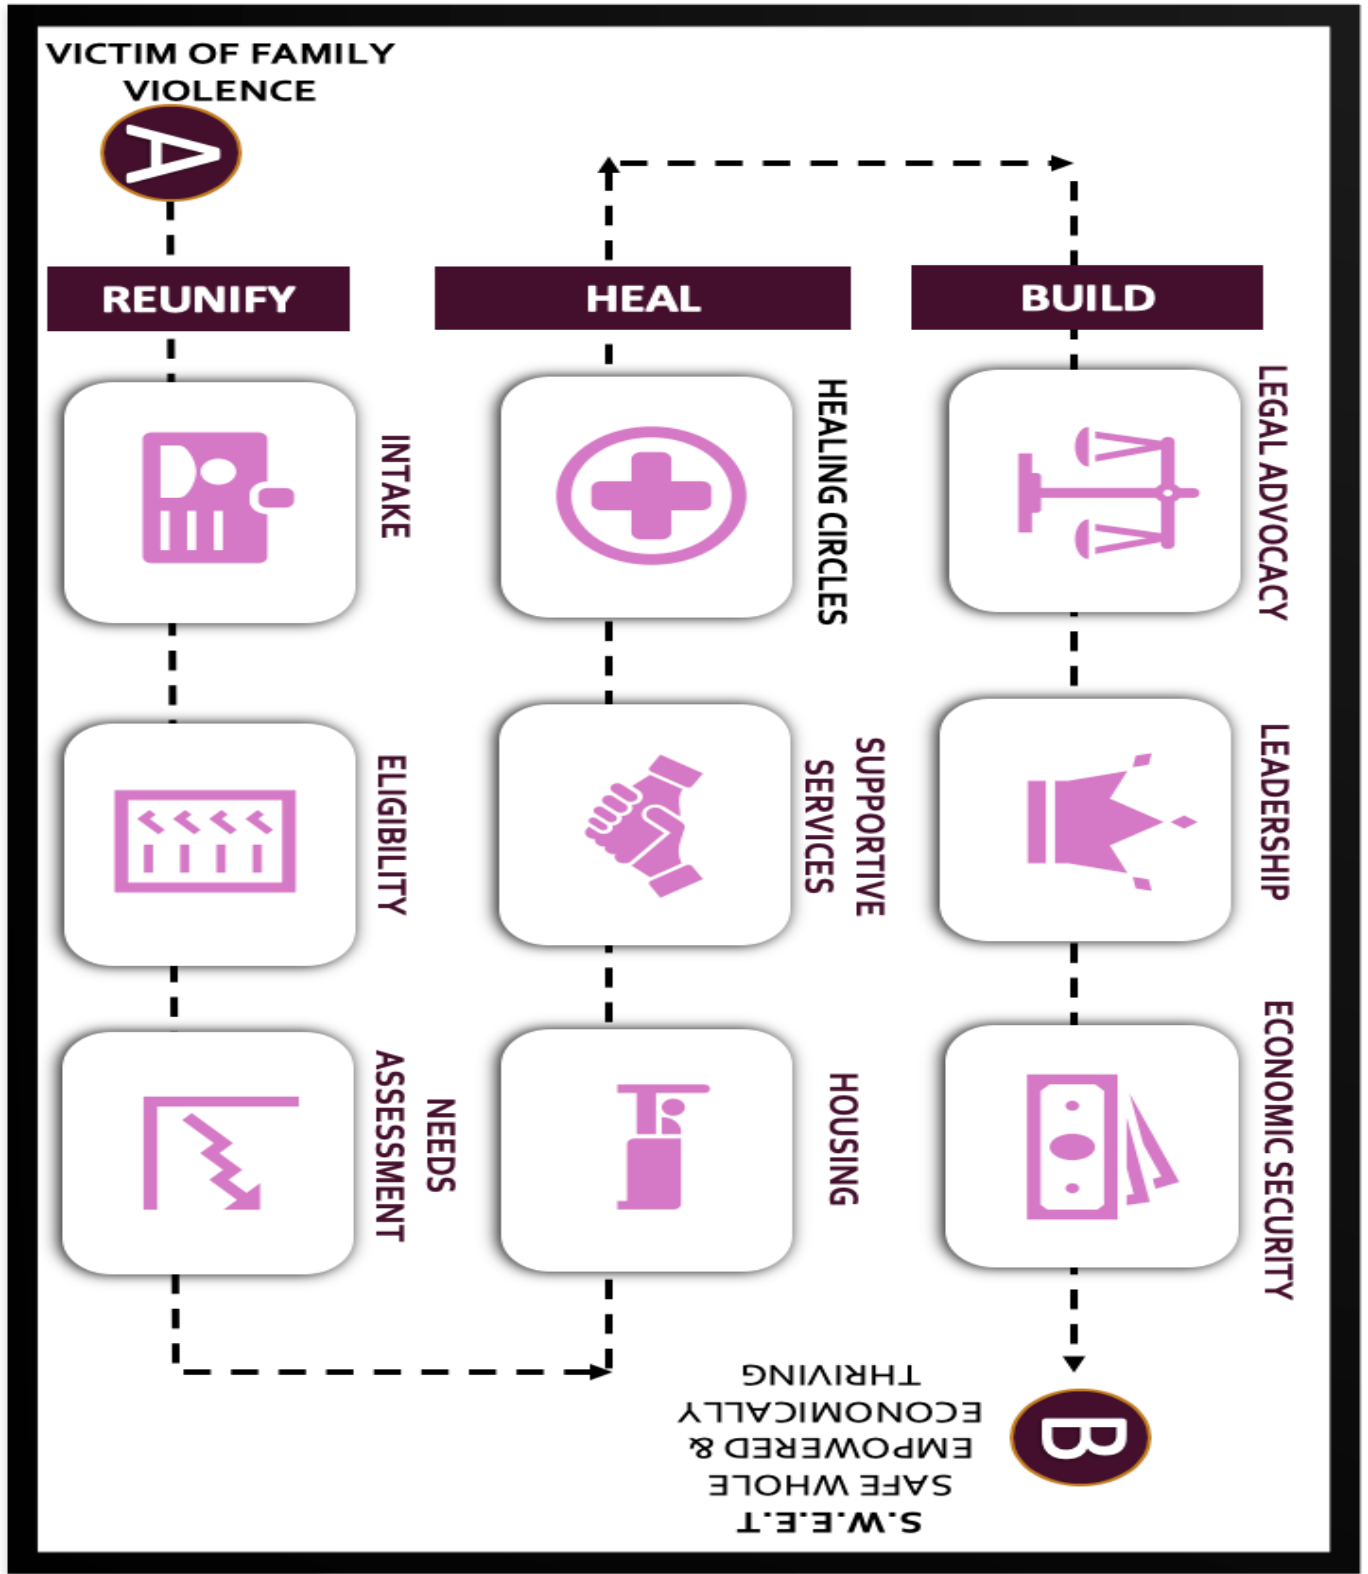 VICTIM OF FAMILY
VIOLENCE
A
REUNIFY
INTAKE
ELIGIBILITY
NEEDS
ASSESSMENT
HEAL
HEALING CIRCLES
SUPPORTIVE
SERVICES
HOUSING
BUILD
LEGAL ADVOCACY
LEADERSHIP
ECONOMIC SECURITY
B
S.W.E.E.T
SAFE WHOLE
EMPOWERED &
ECONOMICALLY
THRIVING